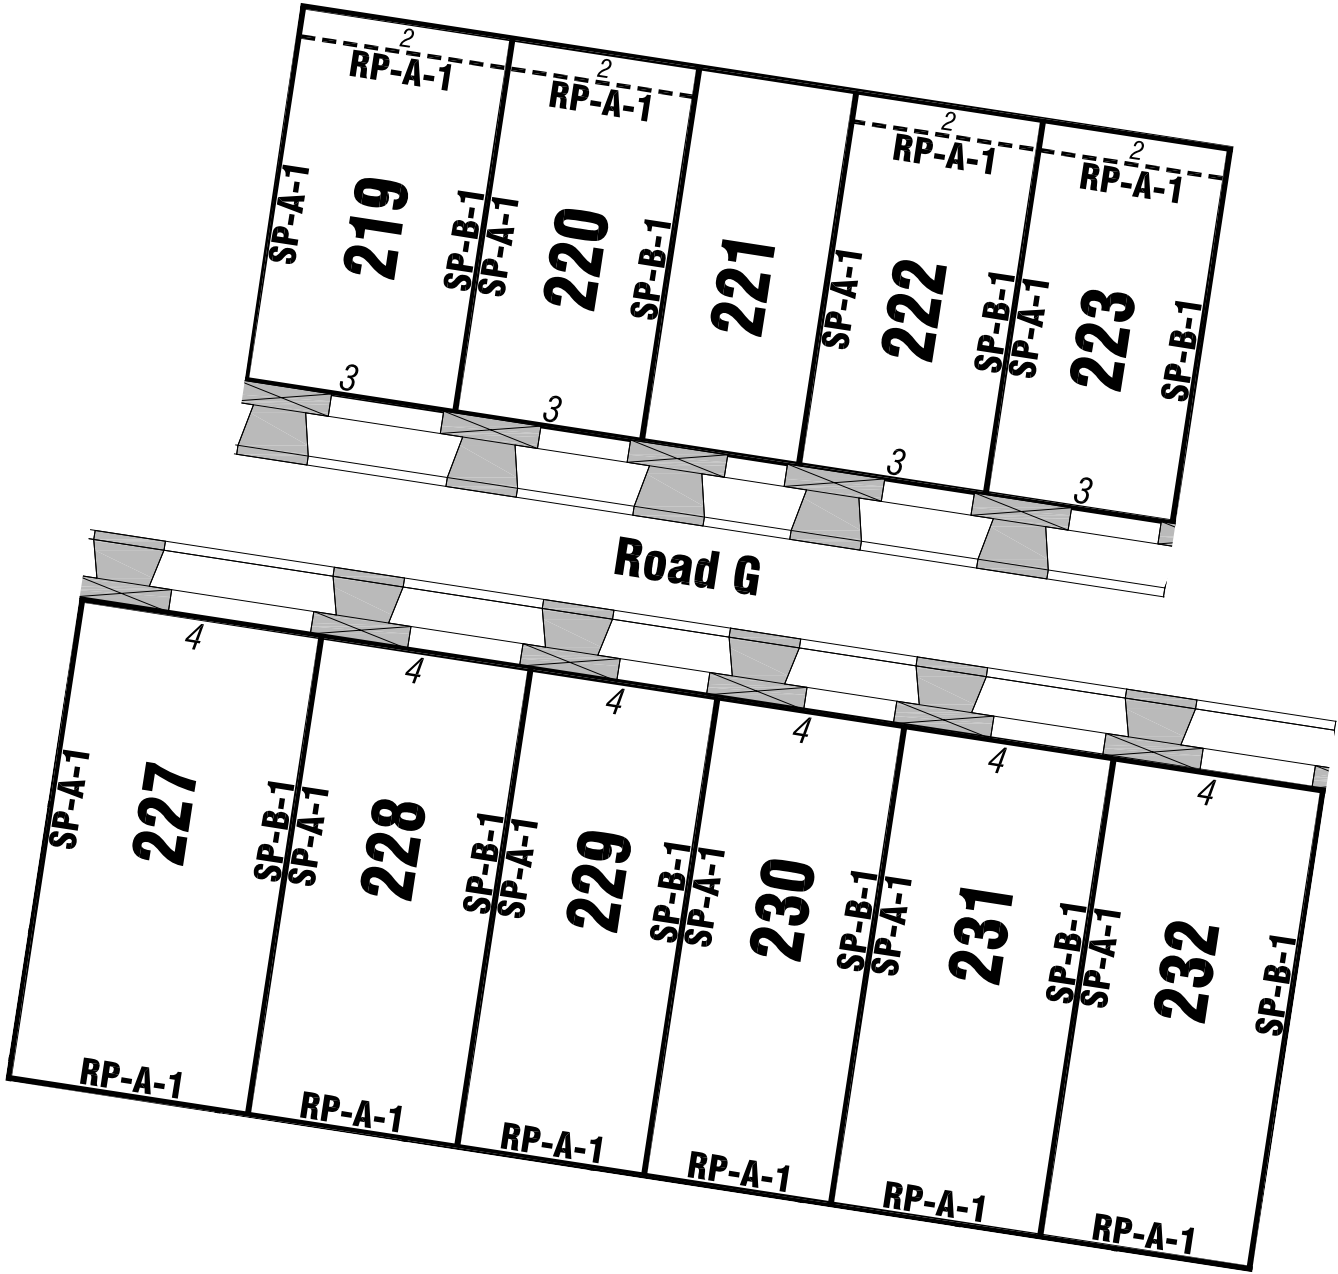 2
RP-A-1
SP-A-1
219
SP-B-1
3
2
RP-A-1
SP-A-1
220
SP-B-1
3
221
2
RP-A-1
SP-A-1
222
SP-B-1
3
2
RP-A-1
SP-A-1
223
SP-B-1
3
Road G
4
SP-A-1
227
SP-B-1
RP-A-1
4
SP-A-1
228
SP-B-1
RP-A-1
4
SP-A-1
229
SP-B-1
RP-A-1
4
SP-A-1
230
SP-B-1
RP-A-1
4
SP-A-1
231
SP-B-1
RP-A-1
4
SP-A-1
232
SP-B-1
RP-A-1